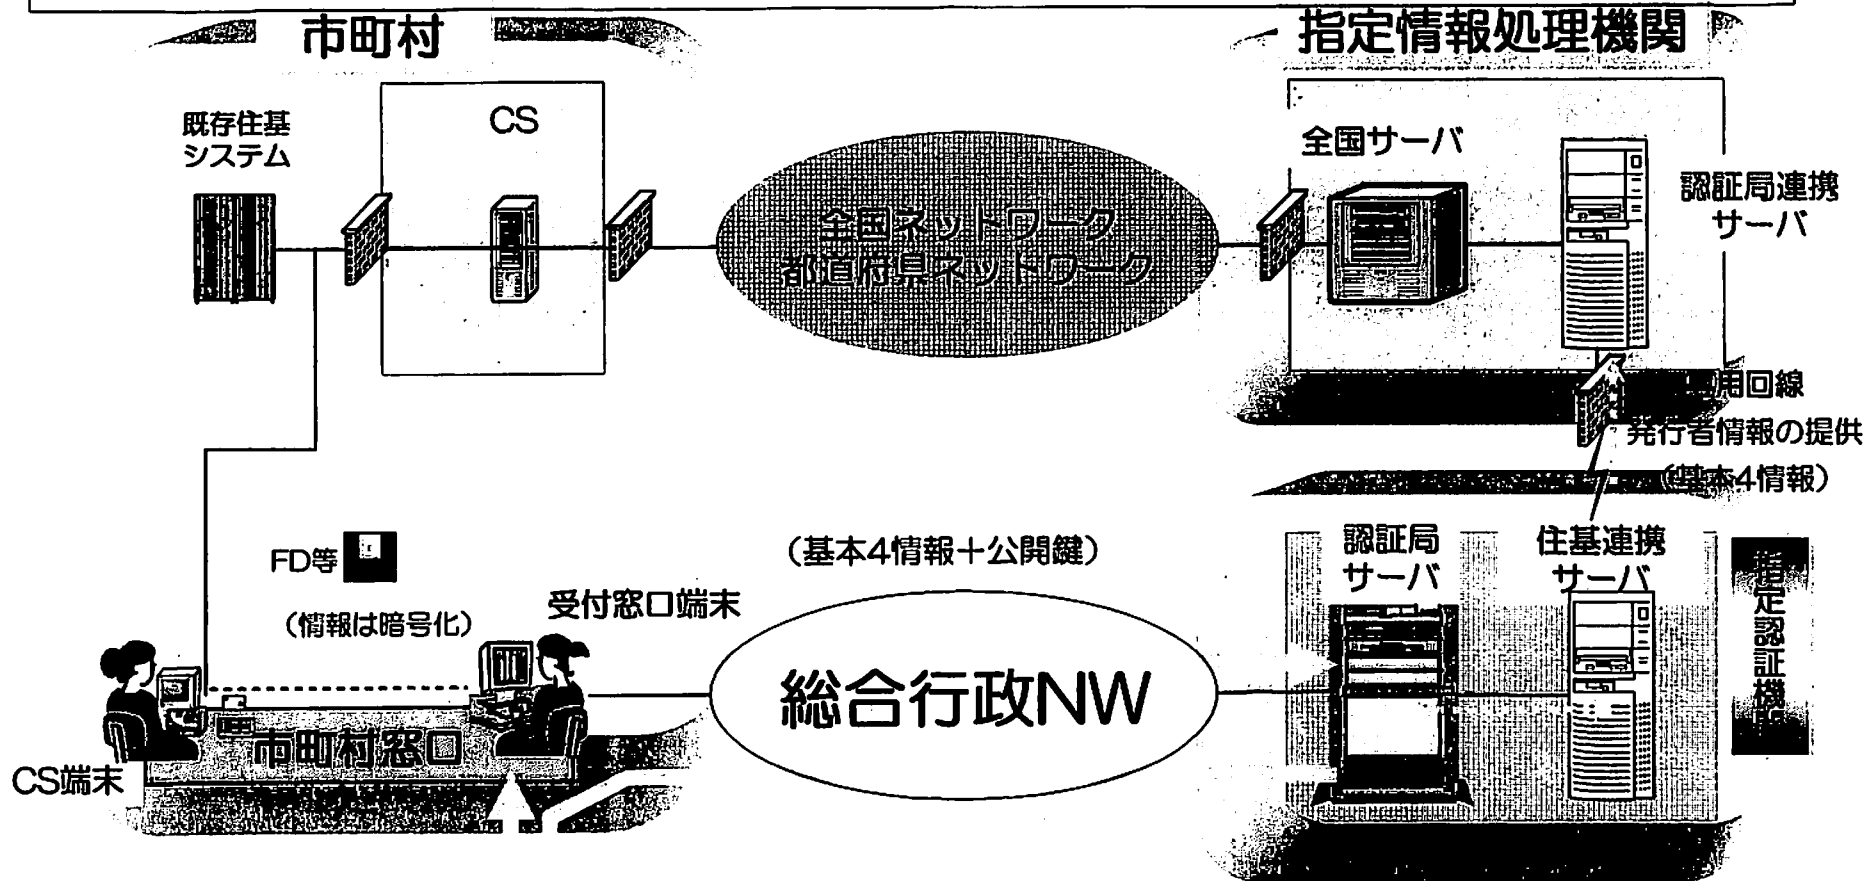 市町村
指定情報処理機関
既存住基
システム
CS
全国サーバ
認証局連携
サーバ
全国ネットワーク
都道府県ネットワーク
用回線
発行者情報の提供
(基本4情報)
FD等
(情報は暗号化)
受付窓口端末
(基本4情報+公開鍵)
認証局
サーバ
住基連携
サーバ
指定認証機関
総合行政NW
市町村窓口
CS端末